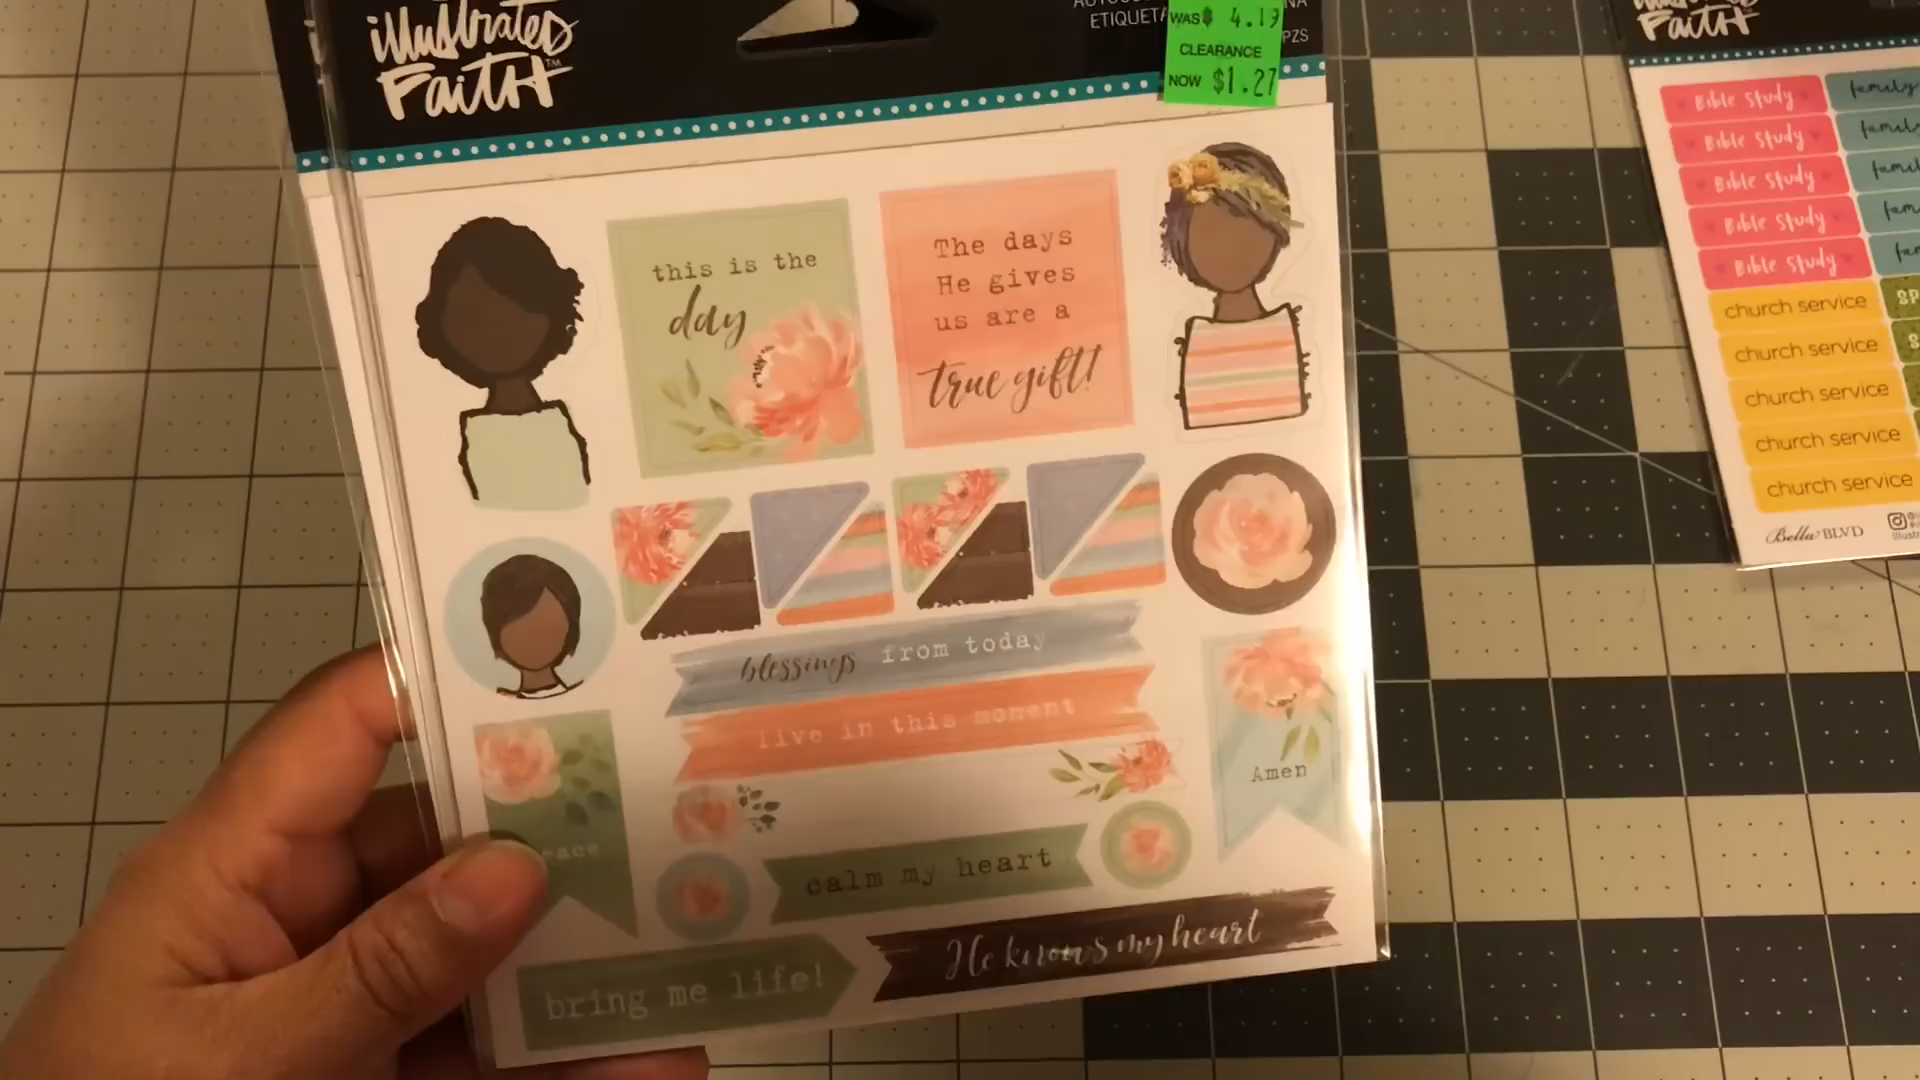 illustrated
Faith™
ETIQUETA
PZS
WAS $ 4.19
CLEARANCE
NOW $1.27
this is the
day
The days
He gives
us are a
true gift!
blessings from today
live in this moment
Amen
calm my heart
He knows my heart
bring me life!
Faith
Bible Study
Bible Study
Bible Study
Bible Study
Bible Study
family
church service
church service
church service
church service
church service
Bella BLVD